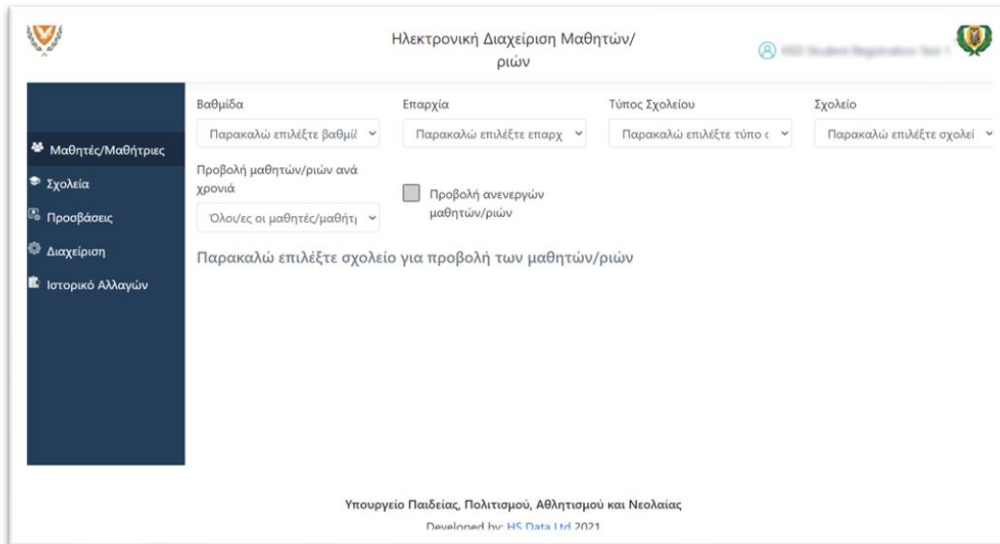 Ηλεκτρονική Διαχείριση Μαθητών/
ριών
Βαθμίδα
Επαρχία
Τύπος Σχολείου
Σχολείο
Παρακαλώ επιλέξτε βαθμίδ
Παρακαλώ επιλέξτε επαρχ
Παρακαλώ επιλέξτε τύπο σ
Παρακαλώ επιλέξτε σχολεί
Μαθητές/Μαθήτριες
Σχολεία
Προσβάσεις
Διαχείριση
Ιστορικό Αλλαγών
Προβολή μαθητών/ριών ανά
χρονιά
Όλοι/ες οι μαθητές/μαθήτρ
Προβολή ανενεργών
μαθητών/ριών
Παρακαλώ επιλέξτε σχολείο για προβολή των μαθητών/ριών
Υπουργείο Παιδείας, Πολιτισμού, Αθλητισμού και Νεολαίας
Developed by: HS Data Ltd 2021